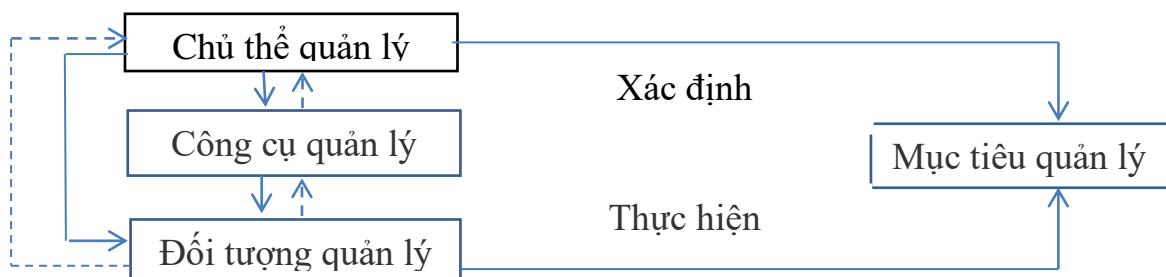 Chủ thể quản lý
Xác định
Công cụ quản lý
Mục tiêu quản lý
Thực hiện
Đối tượng quản lý